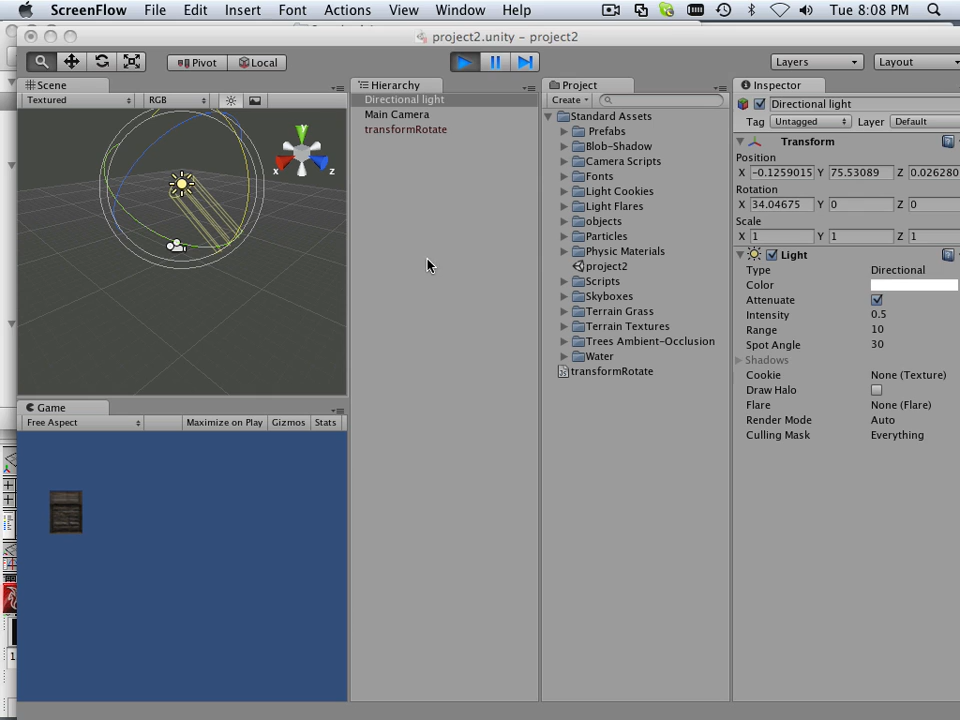 ScreenFlow File Edit Insert Font Actions View Window Help Tue 8:08 PM
project2.unity – project2
Pivot Local Layers Layout
Scene Hierarchy Project Inspector
Textured RGB
Directional light
Main Camera
transformRotate
y
x
z
Create
Standard Assets
Prefabs
Blob-Shadow
Camera Scripts
Fonts
Light Cookies
Light Flares
objects
Particles
Physic Materials
project2
Scripts
Skyboxes
Terrain Grass
Terrain Textures
Trees Ambient-Occlusion
Water
transformRotate
Directional light
Tag Untagged Layer Default
Transform
Position
X -0.1259015 Y 75.53089 Z 0.026280
Rotation
X 34.04675 Y 0 Z 0
Scale
X 1 Y 1 Z 1
Light
Type Directional
Color
Attenuate
Intensity 0.5
Range 10
Spot Angle 30
Shadows
Cookie None (Texture)
Draw Halo
Flare None (Flare)
Render Mode Auto
Culling Mask Everything
Game
Free Aspect Maximize on Play Gizmos Stats